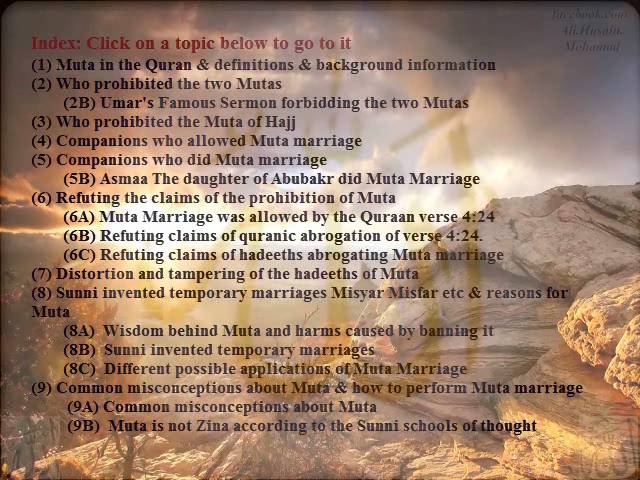 facebook.com/
Ali.Husain.
Mohamad
Index: Click on a topic below to go to it
(1) Muta in the Quran & definitions & background information
(2) Who prohibited the two Mutas
(2B) Umar's Famous Sermon forbidding the two Mutas
(3) Who prohibited the Muta of Hajj
(4) Companions who allowed Muta marriage
(5) Companions who did Muta marriage
(5B) Asmaa The daughter of Abubakr did Muta Marriage
(6) Refuting the claims of the prohibition of Muta
(6A) Muta Marriage was allowed by the Quraan verse 4:24
(6B) Refuting claims of quranic abrogation of verse 4:24.
(6C) Refuting claims of hadeeths abrogating Muta marriage
(7) Distortion and tampering of the hadeeths of Muta
(8) Sunni invented temporary marriages Misyar Misfar etc & reasons for
Muta
(8A) Wisdom behind Muta and harms caused by banning it
(8B) Sunni invented temporary marriages
(8C) Different possible applications of Muta Marriage
(9) Common misconceptions about Muta & how to perform Muta marriage
(9A) Common misconceptions about Muta
(9B) Muta is not Zina according to the Sunni schools of thought